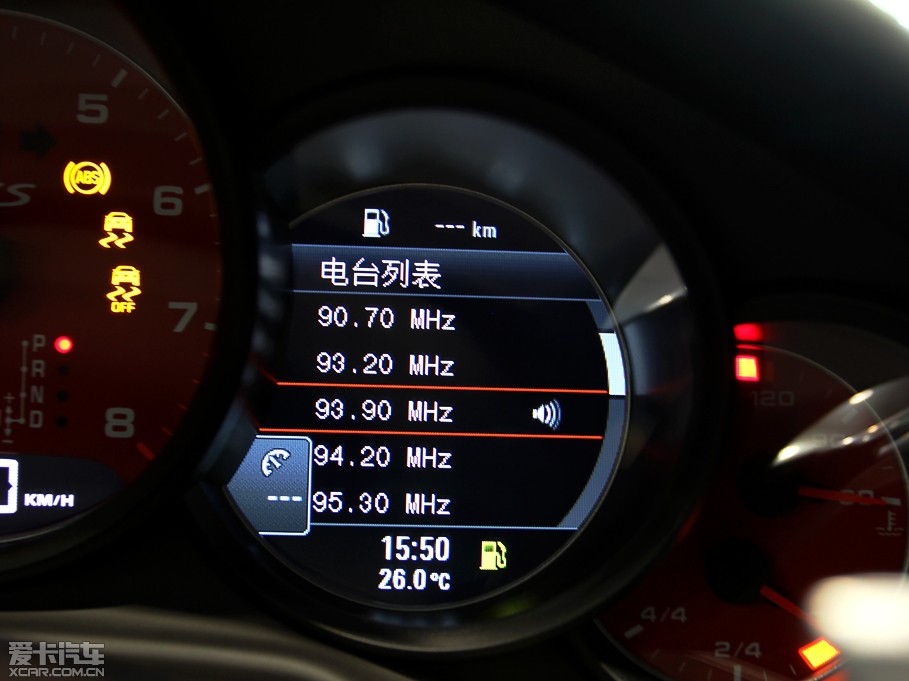 5
ABS
6
OFF
7
P
R
N
D
8
KM/H
--- km
电台列表
90.70 MHz
93.20 MHz
93.90 MHz
94.20 MHz
95.30 MHz
---
15:50
26.0°C
120
4/4
2/4
爱卡汽车
XCAR.COM.CN